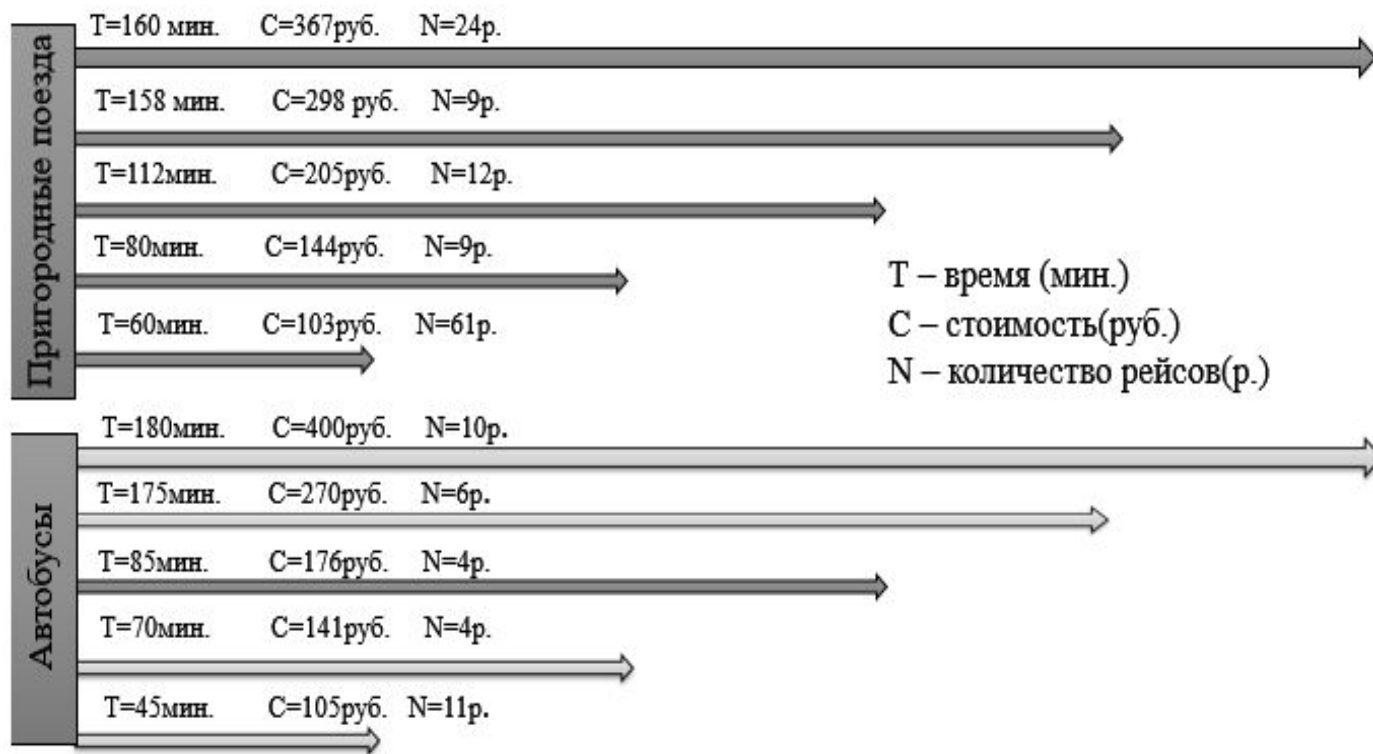 T=160 мин. C=367руб. N=24р.
T=158 мин. C=298 руб. N=9р.
T=112мин. C=205руб. N=12р.
T=80мин. C=144руб. N=9р.
T=60мин. C=103руб. N=61р.
Пригородные поезда
T – время (мин.)
C – стоимость(руб.)
N – количество рейсов(р.)
T=180мин. C=400руб. N=10р.
T=175мин. C=270руб. N=6р.
T=85мин. C=176руб. N=4р.
T=70мин. C=141руб. N=4р.
T=45мин. C=105руб. N=11р.
Автобусы